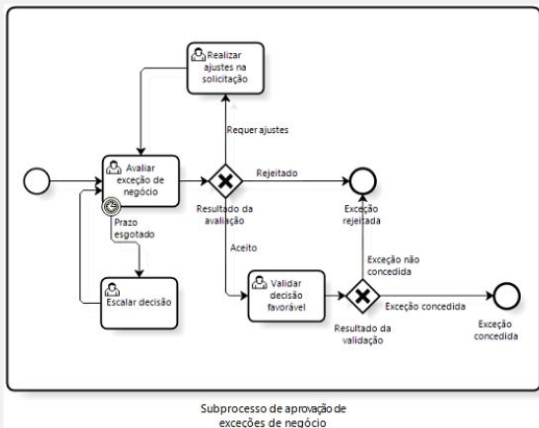 Realizar
ajustes na
solicitação
Requer ajustes
Avaliar
exceção de
negócio
Rejeitado
Resultado da
avaliação
Exceção
rejeitada
Prazo
esgotado
Aceito
Exceção não
concedida
Escalar decisão
Validar
decisão
favorável
Exceção concedida
Resultado da
validação
Exceção
concedida
Subprocesso de aprovação de
exceções de negócio